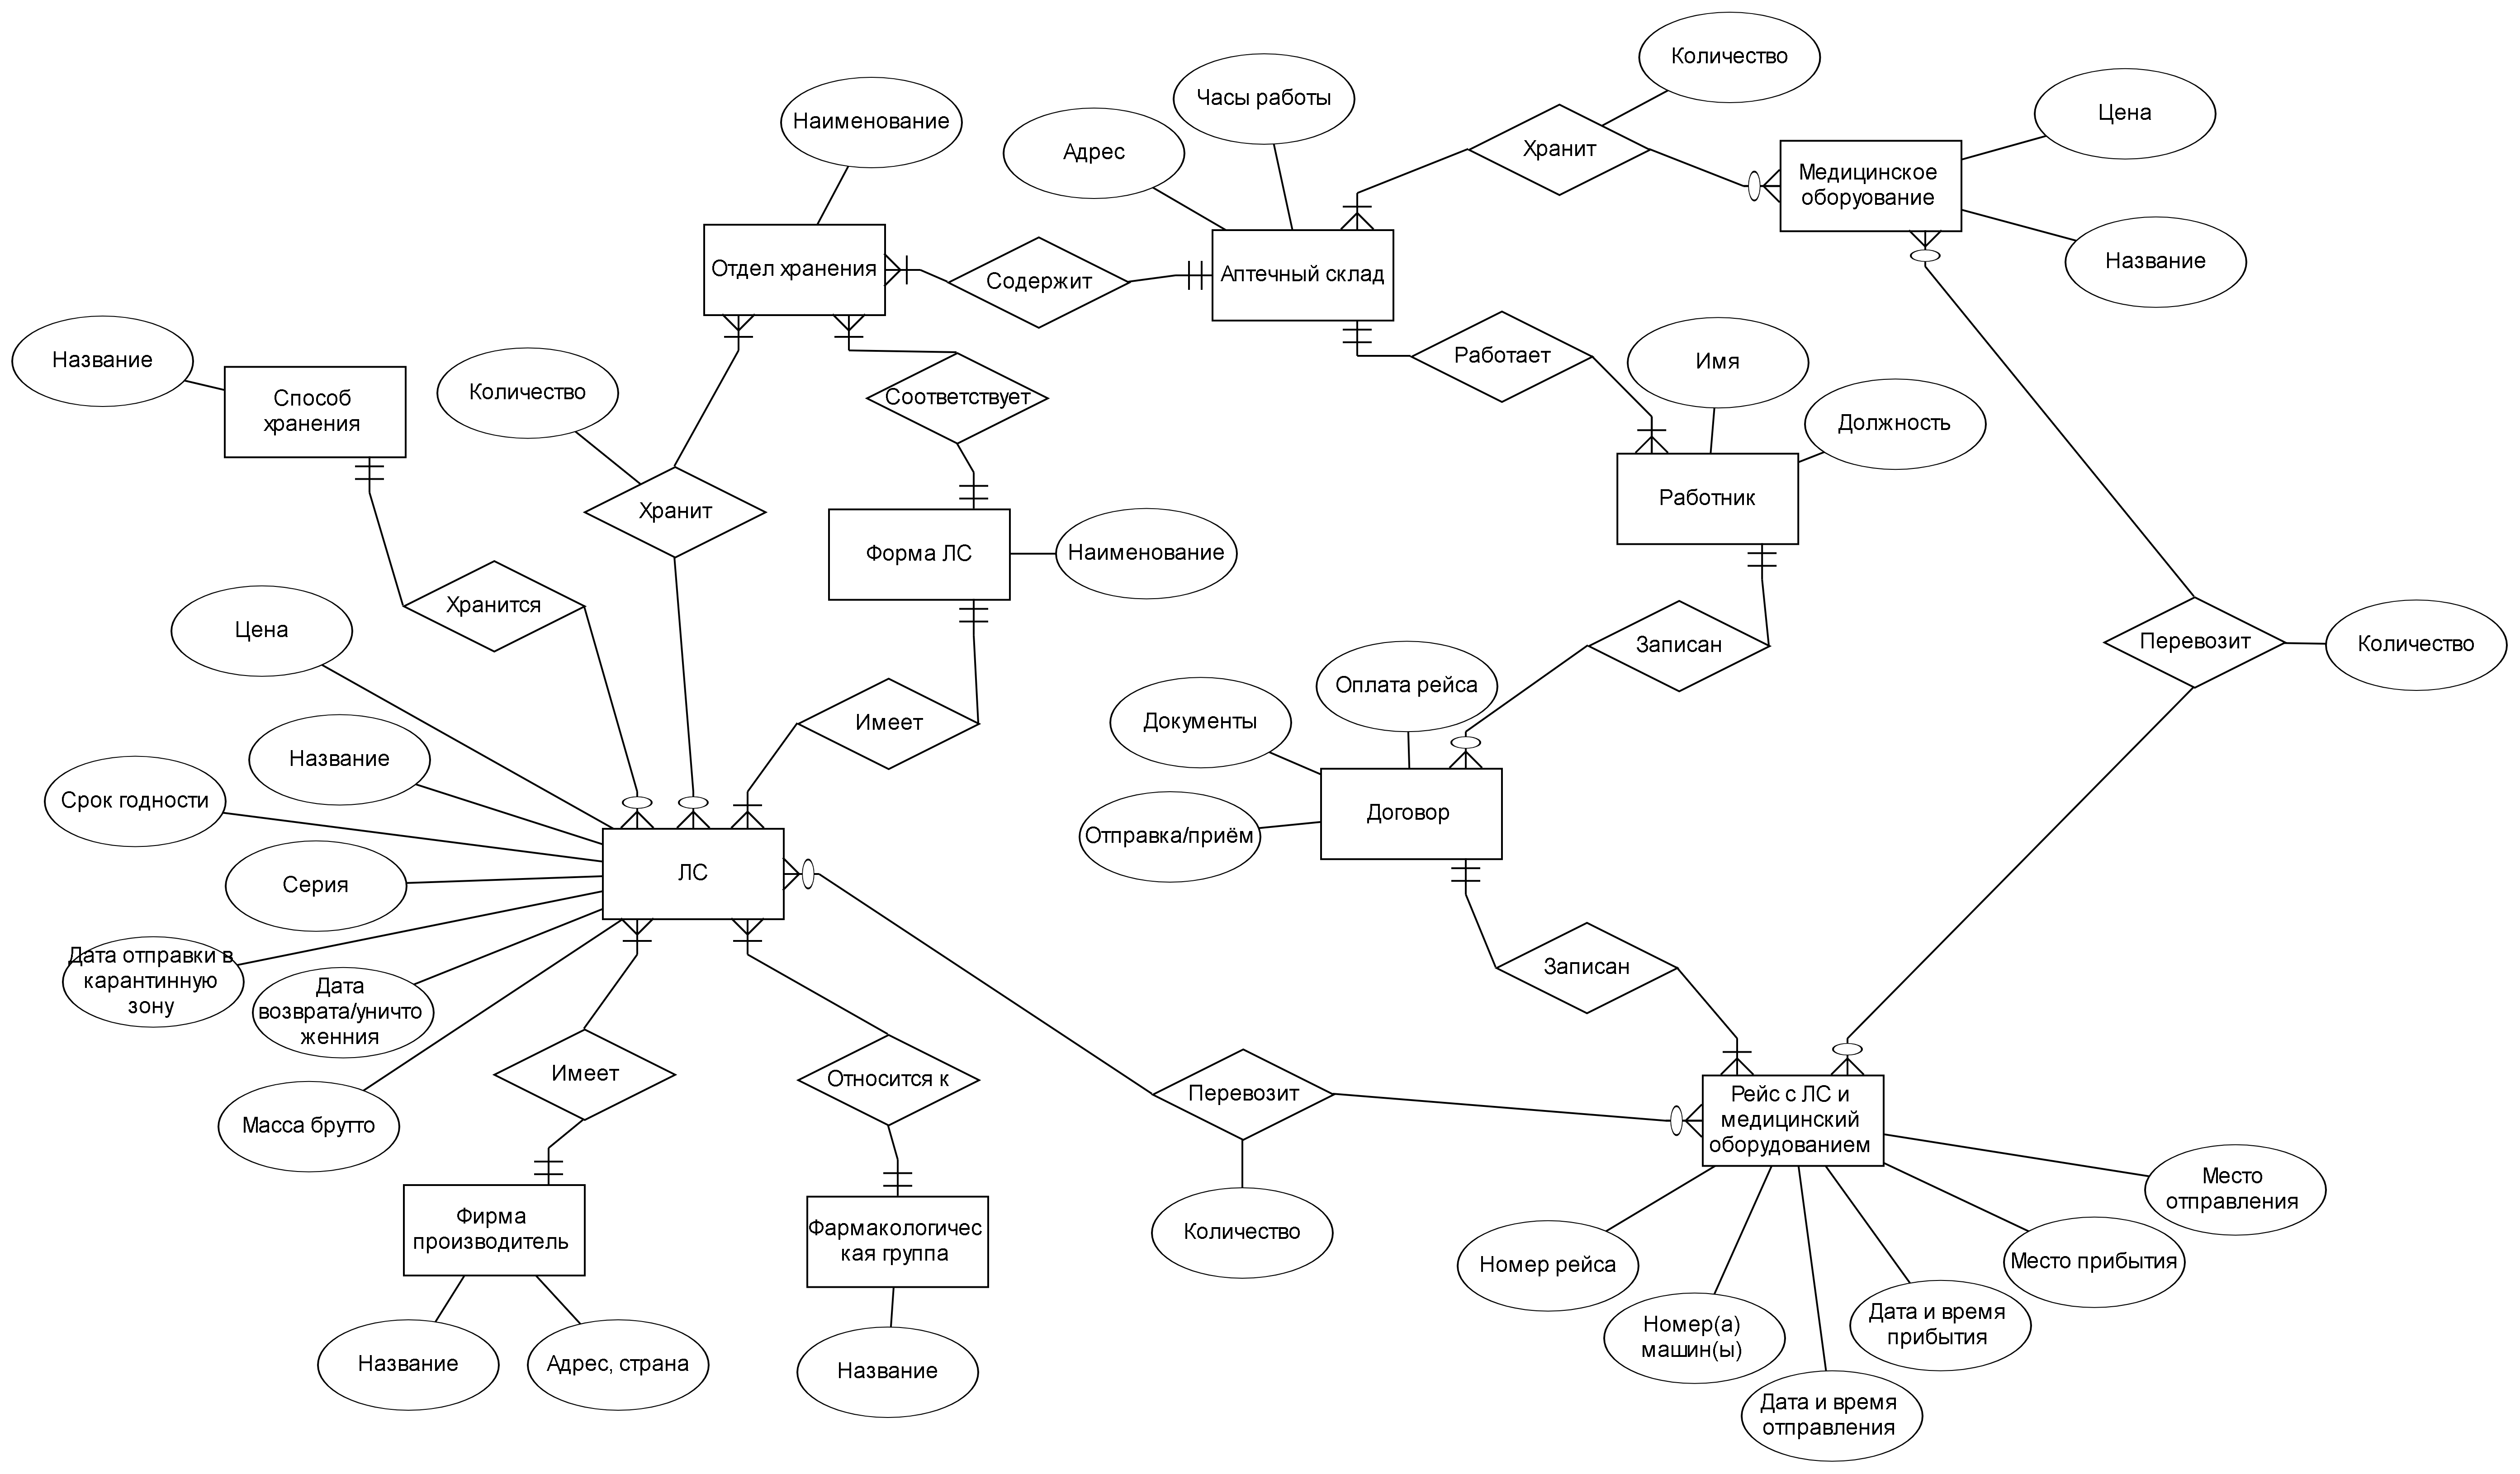 Количество
Часы работы
Цена
Наименование
Адрес
Хранит
Медицинское
оборуование
Название
Отдел хранения
Содержит
Аптечный склад
Название
Способ
хранения
Количество
Соответствует
Работает
Имя
Должность
Хранит
Форма ЛС
Наименование
Работник
Хранится
Цена
Записан
Перевозит
Количество
Имеет
Документы
Оплата рейса
Название
Срок годности
Отправка/приём
Договор
Серия
ЛС
Дата отправки в
карантинную
зону
Дата
возврата/уничто
женния
Записан
Масса брутто
Имеет
Относится к
Перевозит
Рейс с ЛС и
медицинский
оборудованием
Место
отправления
Фирма
производитель
Фармакологичес
кая группа
Количество
Номер рейса
Место прибытия
Номер(а)
машин(ы)
Дата и время
прибытия
Название
Адрес, страна
Название
Дата и время
отправления